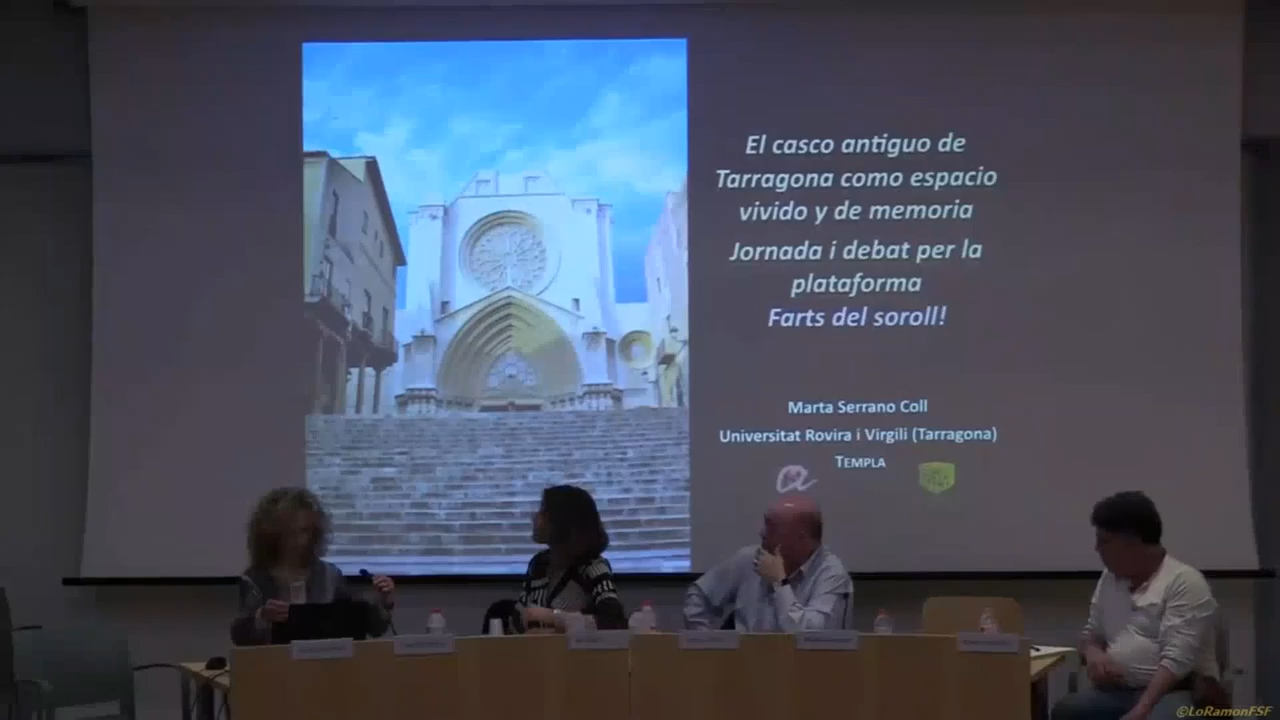 El casco antiguo de
Tarragona como espacio
vivido y de memoria
Jornada i debat per la
plataforma
Farts del soroll!
Marta Serrano Coll
Universitat Rovira i Virgili (Tarragona)
TEMPLA
©LoRamonFSF